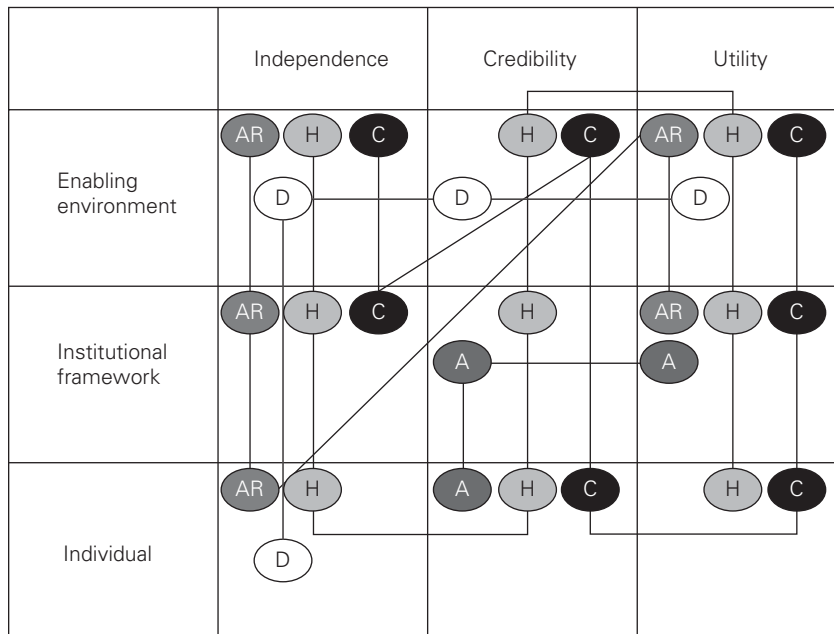 Independence Credibility Utility
AR H C H C AR H C
Enabling
environment
D D D
AR H C H AR H C
Institutional
framework
A A
AR H A H C H C
Individual
D